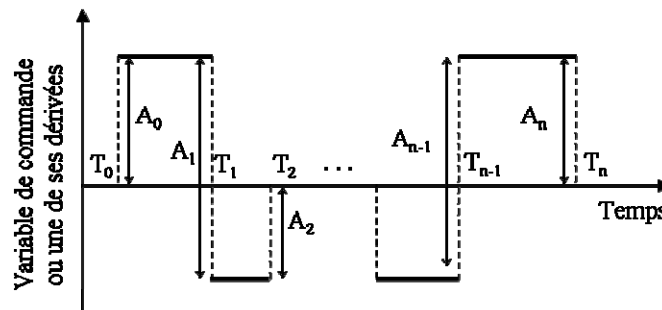 Variable de commande
ou une de ses dérivées
A₀
A₁
A₂
Aₙ₋₁
Aₙ
T₀
T₁
T₂
...
Tₙ₋₁
Tₙ
Temps